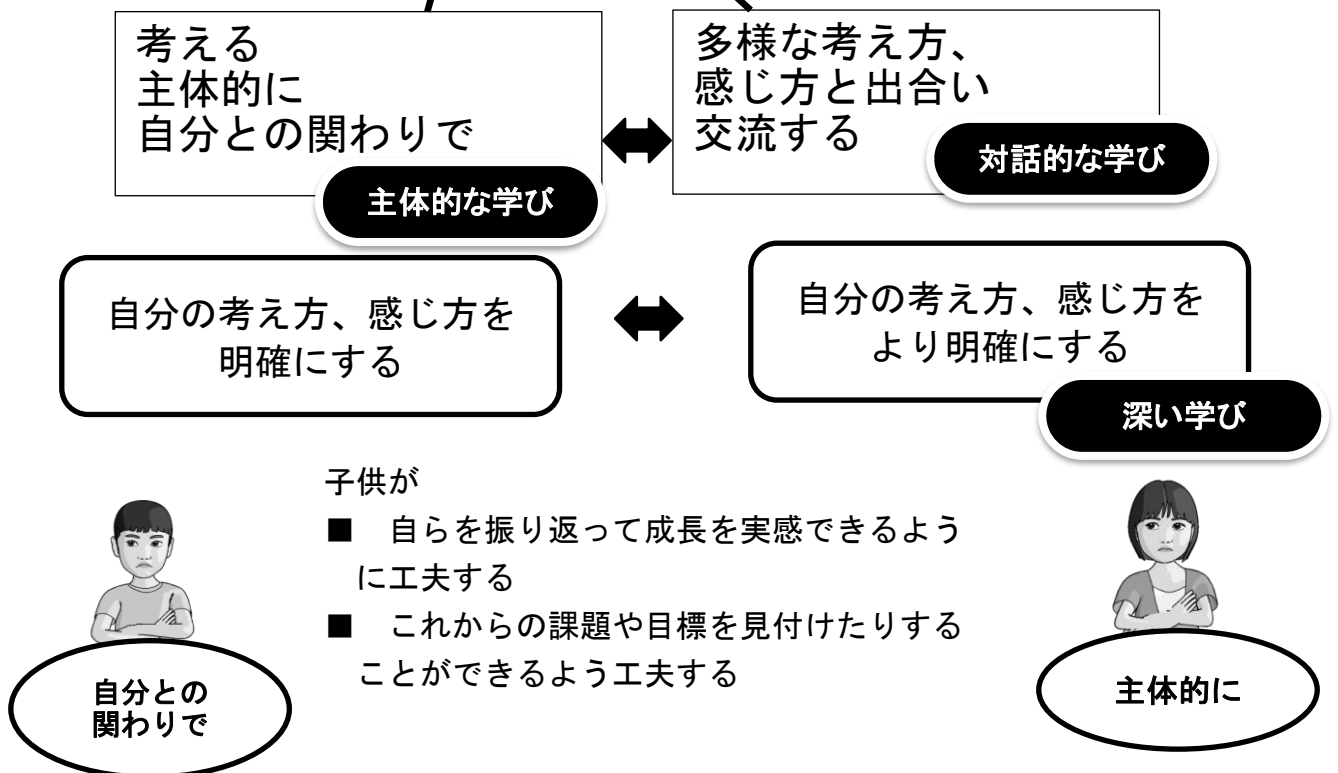 考える
主体的に
自分との関わりで
主体的な学び
多様な考え方、
感じ方と出合い
交流する
対話的な学び
自分の考え方、感じ方を
明確にする
自分の考え方、感じ方を
より明確にする
深い学び
子供が
■　自らを振り返って成長を実感できるよう
に工夫する
■　これからの課題や目標を見付けたりする
ことができるよう工夫する
自分との
関わりで
主体的に